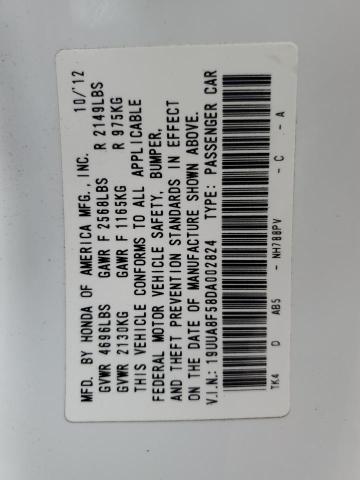 MFD. BY HONDA OF AMERICA MFG., INC. 10/12
GVWR 4696LBS GAWR F 2568LBS R 2149LBS
GVWR 2130KG GAWR F 1165KG R 975KG
THIS VEHICLE CONFORMS TO ALL APPLICABLE
FEDERAL MOTOR VEHICLE SAFETY, BUMPER,
AND THEFT PREVENTION STANDARDS IN EFFECT
ON THE DATE OF MANUFACTURE SHOWN ABOVE.
V.I.N.: 19UUA8F58DA002824 TYPE: PASSENGER CAR
TK4 D AB5 - NH788PV - C - A